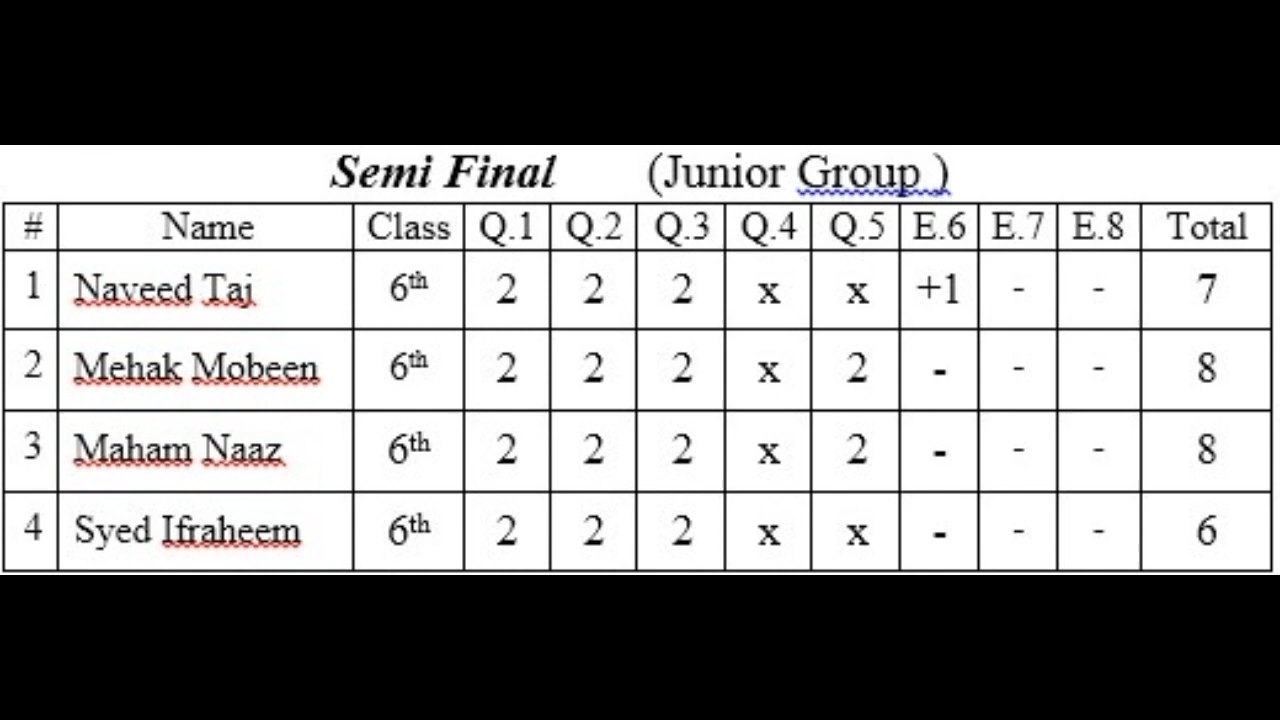 Semi Final (Junior Group )
# Name Class Q.1 Q.2 Q.3 Q.4 Q.5 E.6 E.7 E.8 Total
1 Naveed Taj 6th 2 2 2 x x +1 - - 7
2 Mehak Mobeen 6th 2 2 2 x 2 - - - 8
3 Maham Naaz 6th 2 2 2 x 2 - - - 8
4 Syed Ifraheem 6th 2 2 2 x x - - - 6